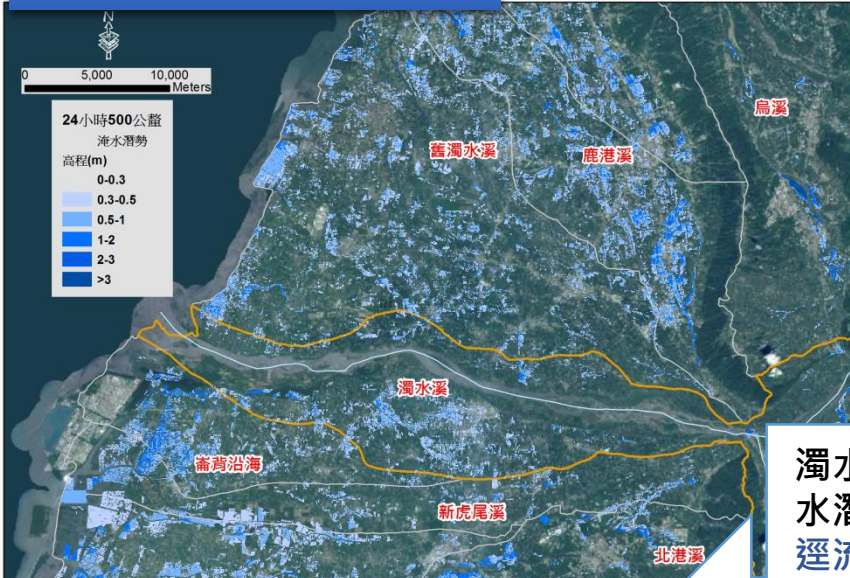 N
0 5,000 10,000
Meters
24小時500公釐
淹水潛勢
高程(m)
0-0.3
0.3-0.5
0.5-1
1-2
2-3
>3
烏溪
舊濁水溪
鹿港溪
濁水溪
崙背沿海
新虎尾溪
北港溪
濁水
水潛
逕流